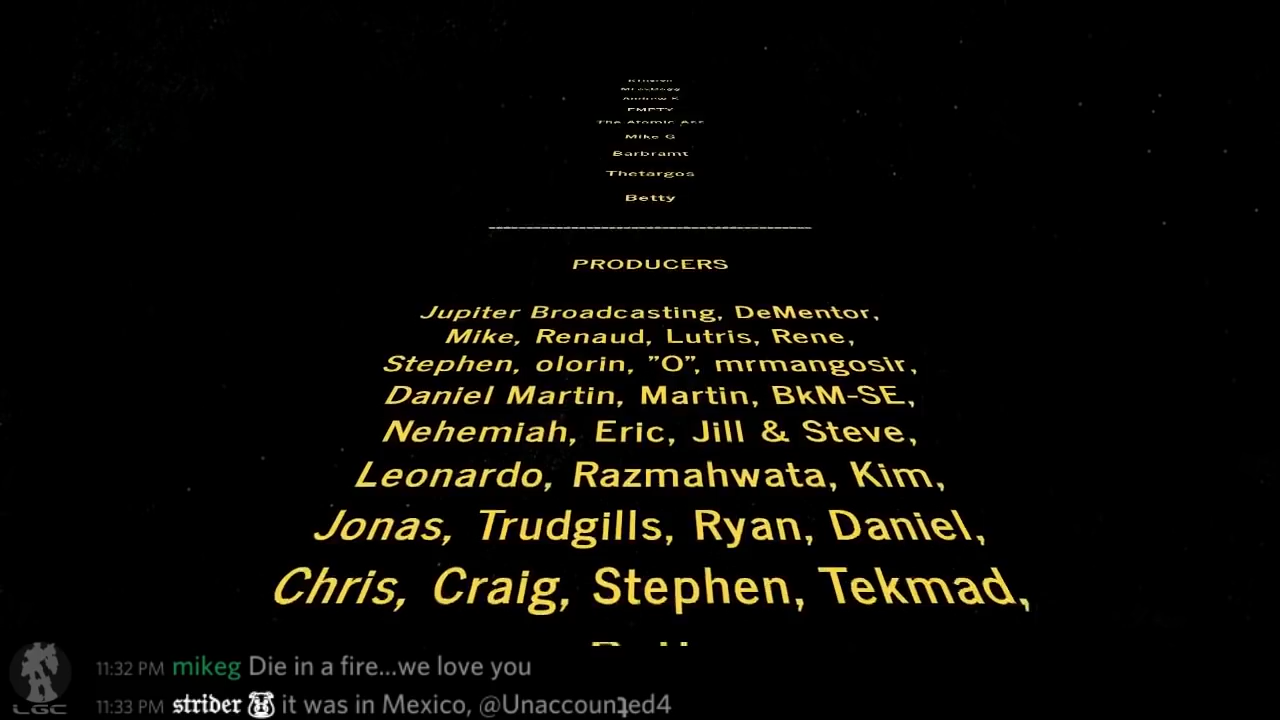 EMPTY
Mike G
Barbramt
Thetargos
Betty
PRODUCERS
Jupiter Broadcasting, DeMentor,
Mike, Renaud, Lutris, Rene,
Stephen, olorin, "O", mrmangosir,
Daniel Martin, Martin, BkM-SE,
Nehemiah, Eric, Jill & Steve,
Leonardo, Razmahwata, Kim,
Jonas, Trudgills, Ryan, Daniel,
Chris, Craig, Stephen, Tekmad,
11:32 PM mikeg Die in a fire...we love you
LGC
11:33 PM strider it was in Mexico, @Unaccounted4